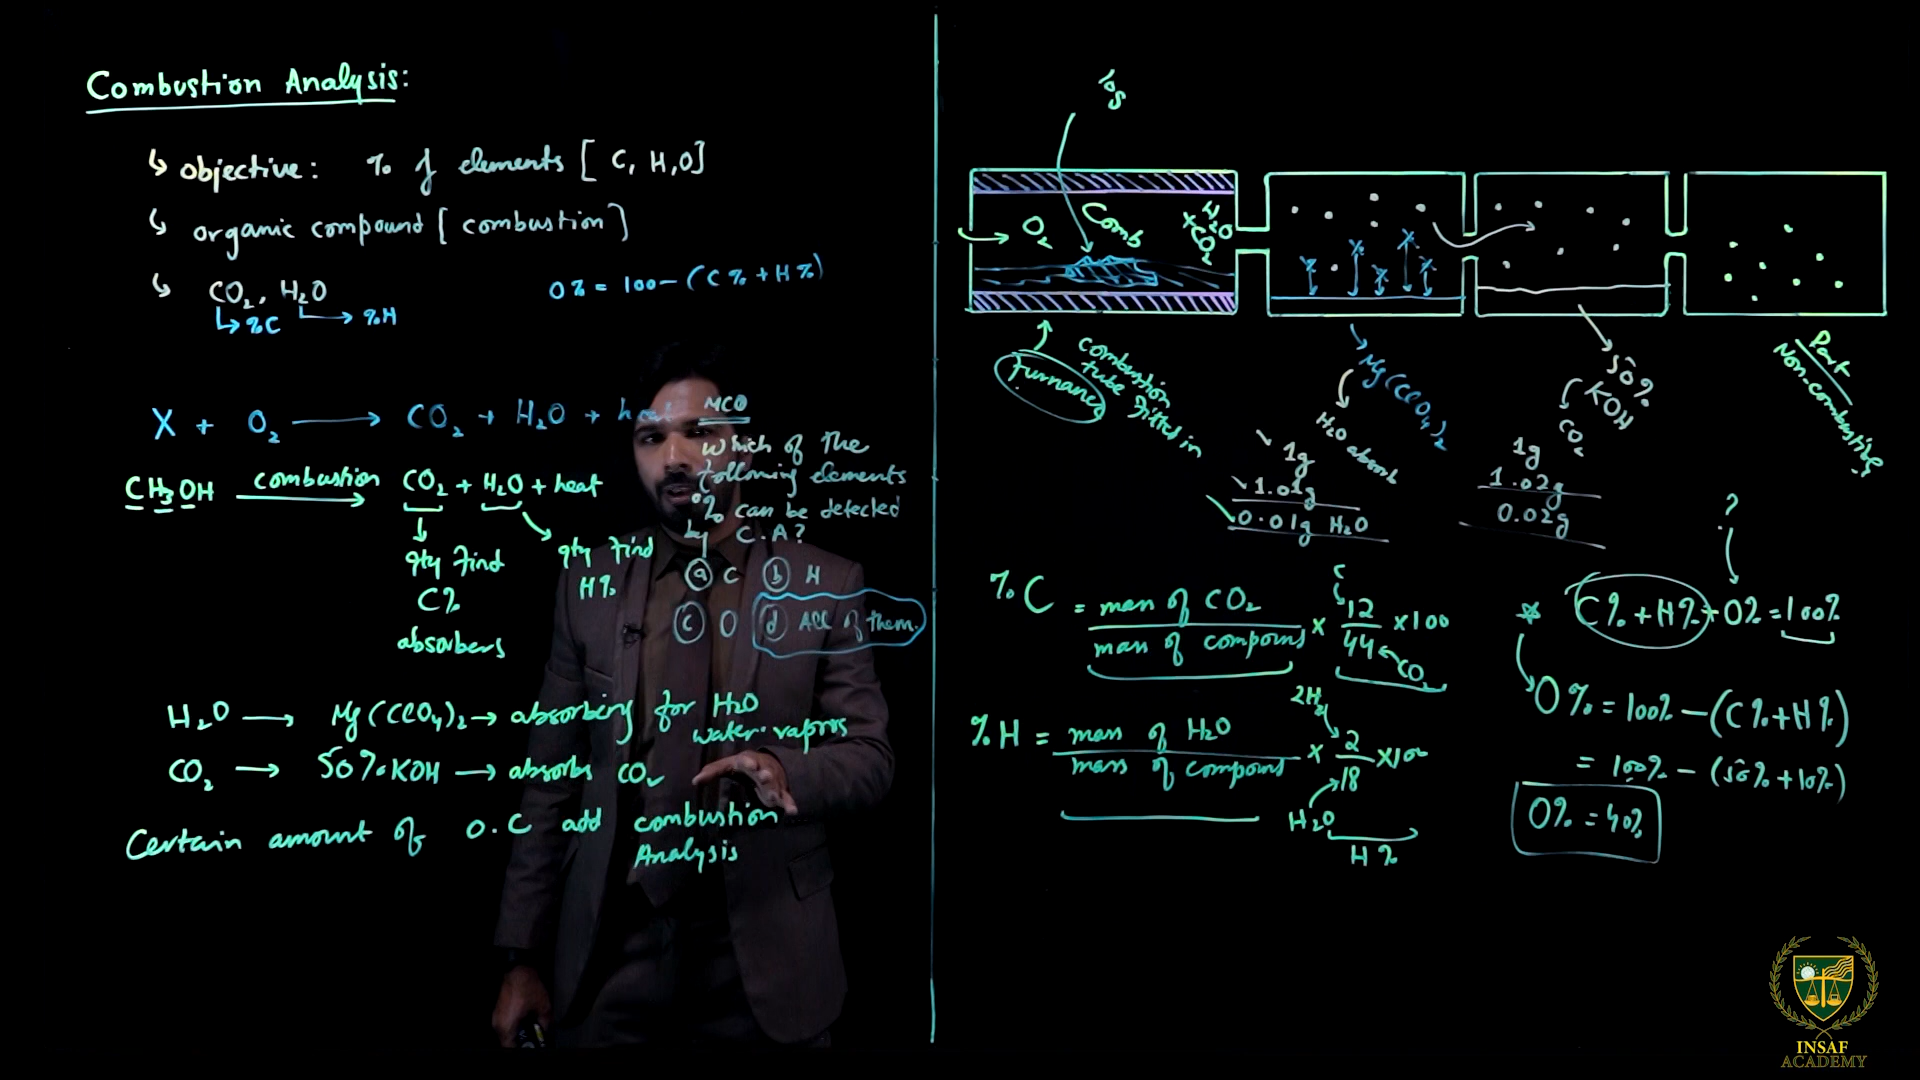 Combustion Analysis:
↳ objective: % of elements [C, H, O]
↳ organic compound [combustion]
↳ CO₂, H₂O
↳ %C → %H
O% = 100 - (C% + H%)
X + O₂ → CO₂ + H₂O + heat
CH₃OH combustion → CO₂ + H₂O + heat
qty find
C%
absorbers
qty find
H%
MCQ
Which of the
following elements
% can be detected
by C.A?
(a) C (b) H
(c) O (d) All of them.
H₂O → Mg(ClO₄)₂ → absorbing for H₂O
water vapors
CO₂ → 50% KOH → absorbs CO₂
Certain amount of O.C add combustion
Analysis
O₂ Comb
H₂O
CO₂
furnance
combustion
tube fitted in
Mg(ClO₄)₂
H₂O absorb
1g
1.01g
0.01g H₂O
50%
KOH
CO₂
1g
1.02g
0.02g
Part
Non-combustive
%C = mass of CO₂ / mass of compound × 12/44 × 100
C
CO₂
%H = mass of H₂O / mass of compound × 2/18 × 100
2H₂
H₂O
H%
?
* C% + H% + O% = 100%
O% = 100% - (C% + H%)
= 100% - (50% + 10%)
O% = 40%
INSAF
ACADEMY